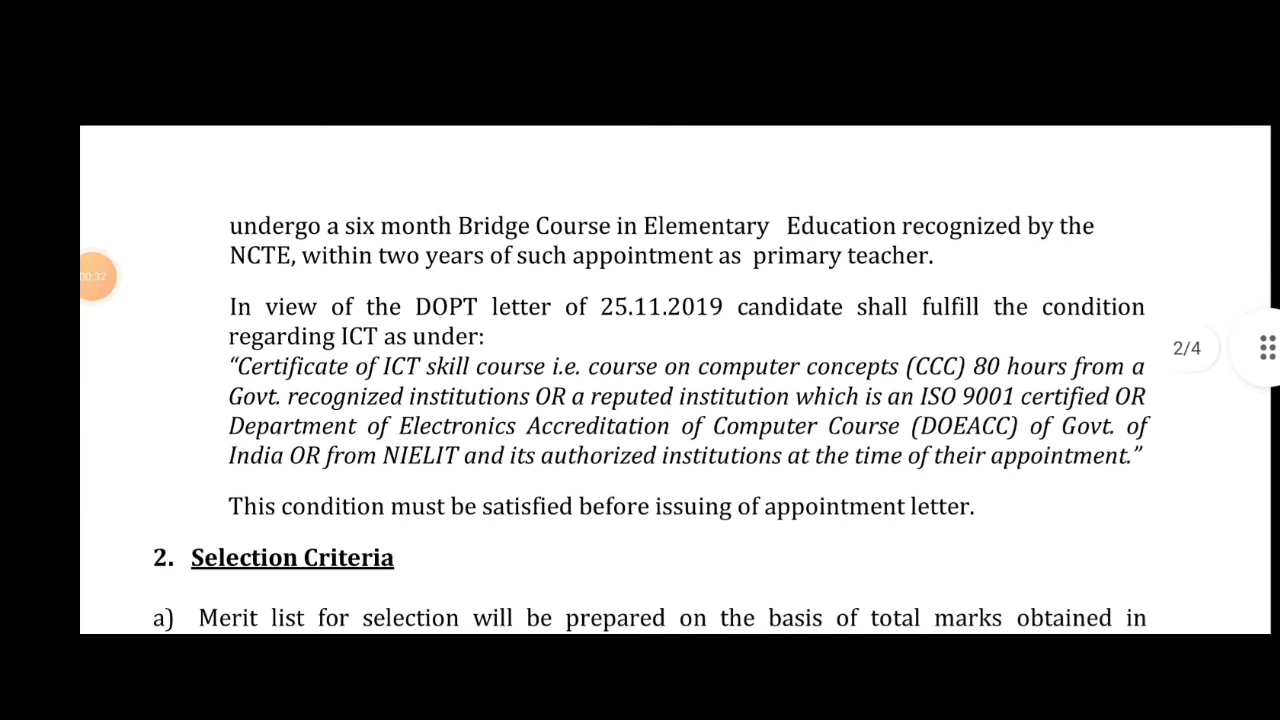 undergo a six month Bridge Course in Elementary Education recognized by the
NCTE, within two years of such appointment as primary teacher.
00:32
In view of the DOPT letter of 25.11.2019 candidate shall fulfill the condition
regarding ICT as under:
2/4
“Certificate of ICT skill course i.e. course on computer concepts (CCC) 80 hours from a
Govt. recognized institutions OR a reputed institution which is an ISO 9001 certified OR
Department of Electronics Accreditation of Computer Course (DOEACC) of Govt. of
India OR from NIELIT and its authorized institutions at the time of their appointment.”
This condition must be satisfied before issuing of appointment letter.
2. Selection Criteria
a) Merit list for selection will be prepared on the basis of total marks obtained in